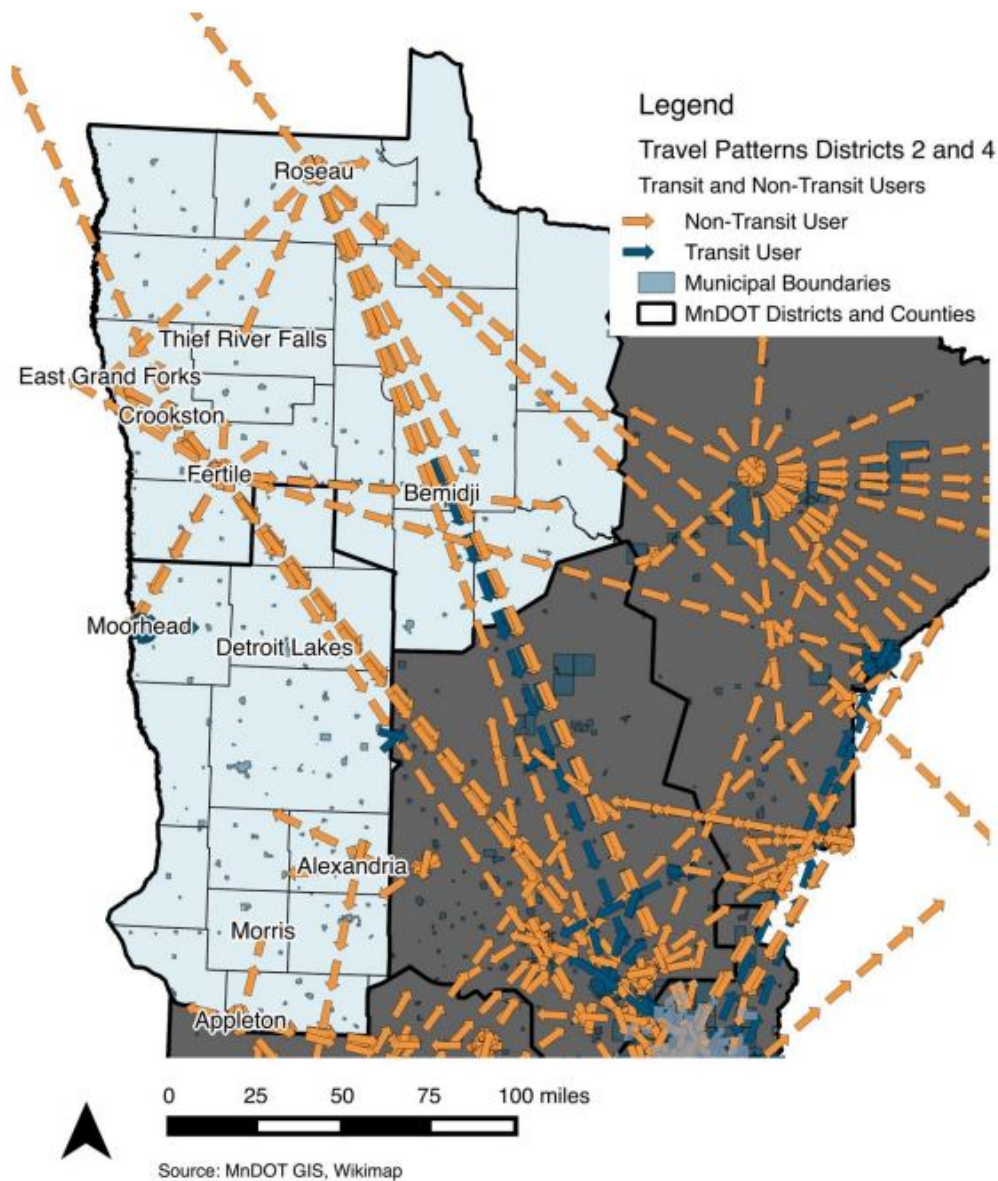 Legend
Travel Patterns Districts 2 and 4
Transit and Non-Transit Users
Non-Transit User
Transit User
Municipal Boundaries
MnDOT Districts and Counties
Roseau
Thief River Falls
East Grand Forks
Crookston
Fertile
Bemidji
Moorhead
Detroit Lakes
Alexandria
Morris
Appleton
0 25 50 75 100 miles
Source: MnDOT GIS, Wikimap